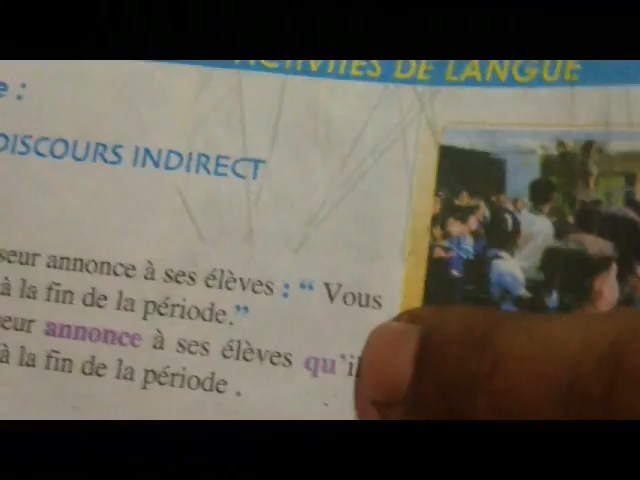 ACTIVITES DE LANGUE
e :
DISCOURS INDIRECT
seur annonce à ses élèves : “ Vous
à la fin de la période.”
seur annonce à ses élèves qu'il
à la fin de la période .